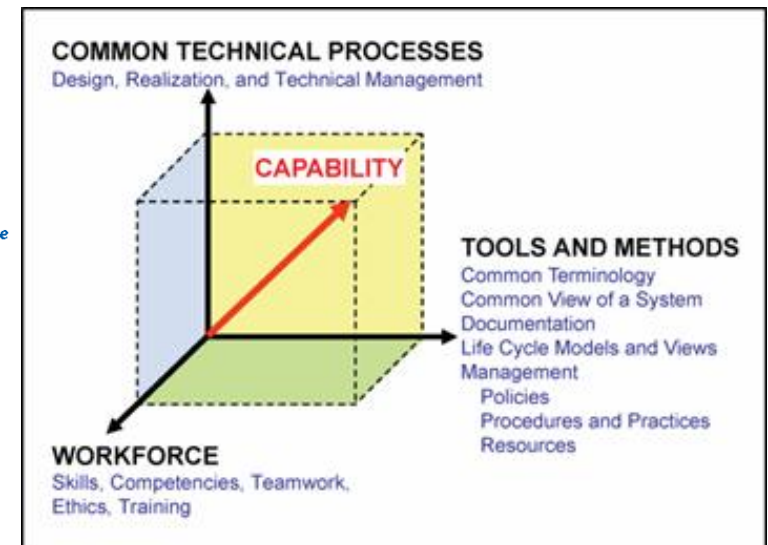 COMMON TECHNICAL PROCESSES
Design, Realization, and Technical Management
CAPABILITY
e
TOOLS AND METHODS
Common Terminology
Common View of a System
Documentation
Life Cycle Models and Views
Management
Policies
Procedures and Practices
Resources
WORKFORCE
Skills, Competencies, Teamwork,
Ethics, Training